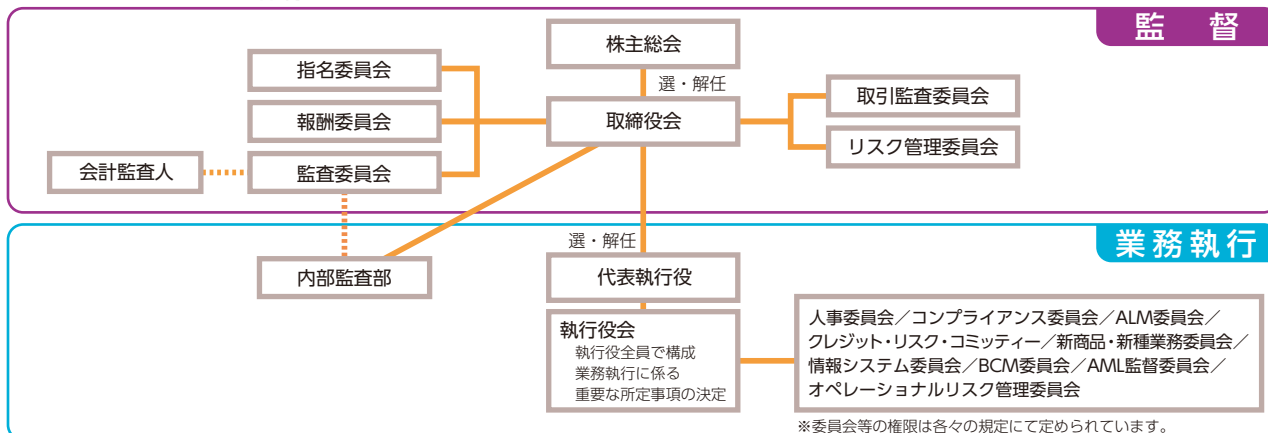 監 督
株主総会
指名委員会
選・解任
取引監査委員会
報酬委員会
取締役会
リスク管理委員会
会計監査人
監査委員会
業務執行
選・解任
内部監査部
代表執行役
執行役会
執行役全員で構成
業務執行に係る
重要な所定事項の決定
人事委員会／コンプライアンス委員会／ALM委員会／
クレジット・リスク・コミッティー／新商品・新種業務委員会／
情報システム委員会／BCM委員会／AML監督委員会／
オペレーショナルリスク管理委員会
※委員会等の権限は各々の規定にて定められています。